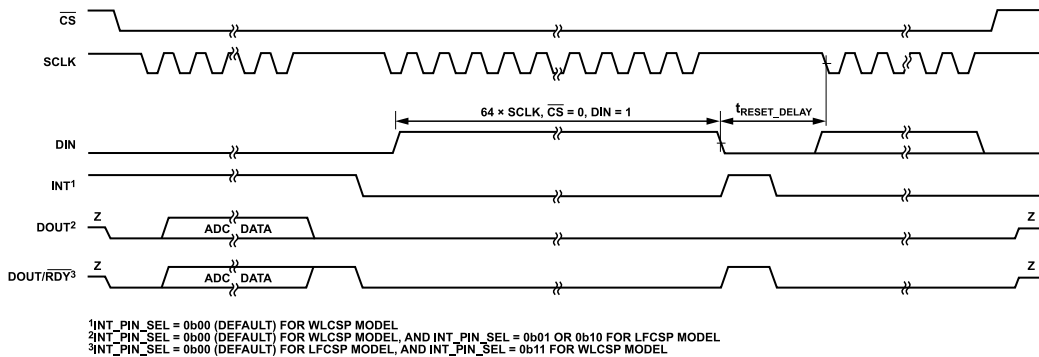 CS
SCLK
64 × SCLK, CS = 0, DIN = 1
tRESET_DELAY
DIN
INT1
Z
Z
DOUT2
ADC DATA
Z
Z
DOUT/RDY3
ADC DATA
1INT_PIN_SEL = 0b00 (DEFAULT) FOR WLCSP MODEL
2INT_PIN_SEL = 0b00 (DEFAULT) FOR WLCSP MODEL, AND INT_PIN_SEL = 0b01 OR 0b10 FOR LFCSP MODEL
3INT_PIN_SEL = 0b00 (DEFAULT) FOR LFCSP MODEL, AND INT_PIN_SEL = 0b11 FOR WLCSP MODEL